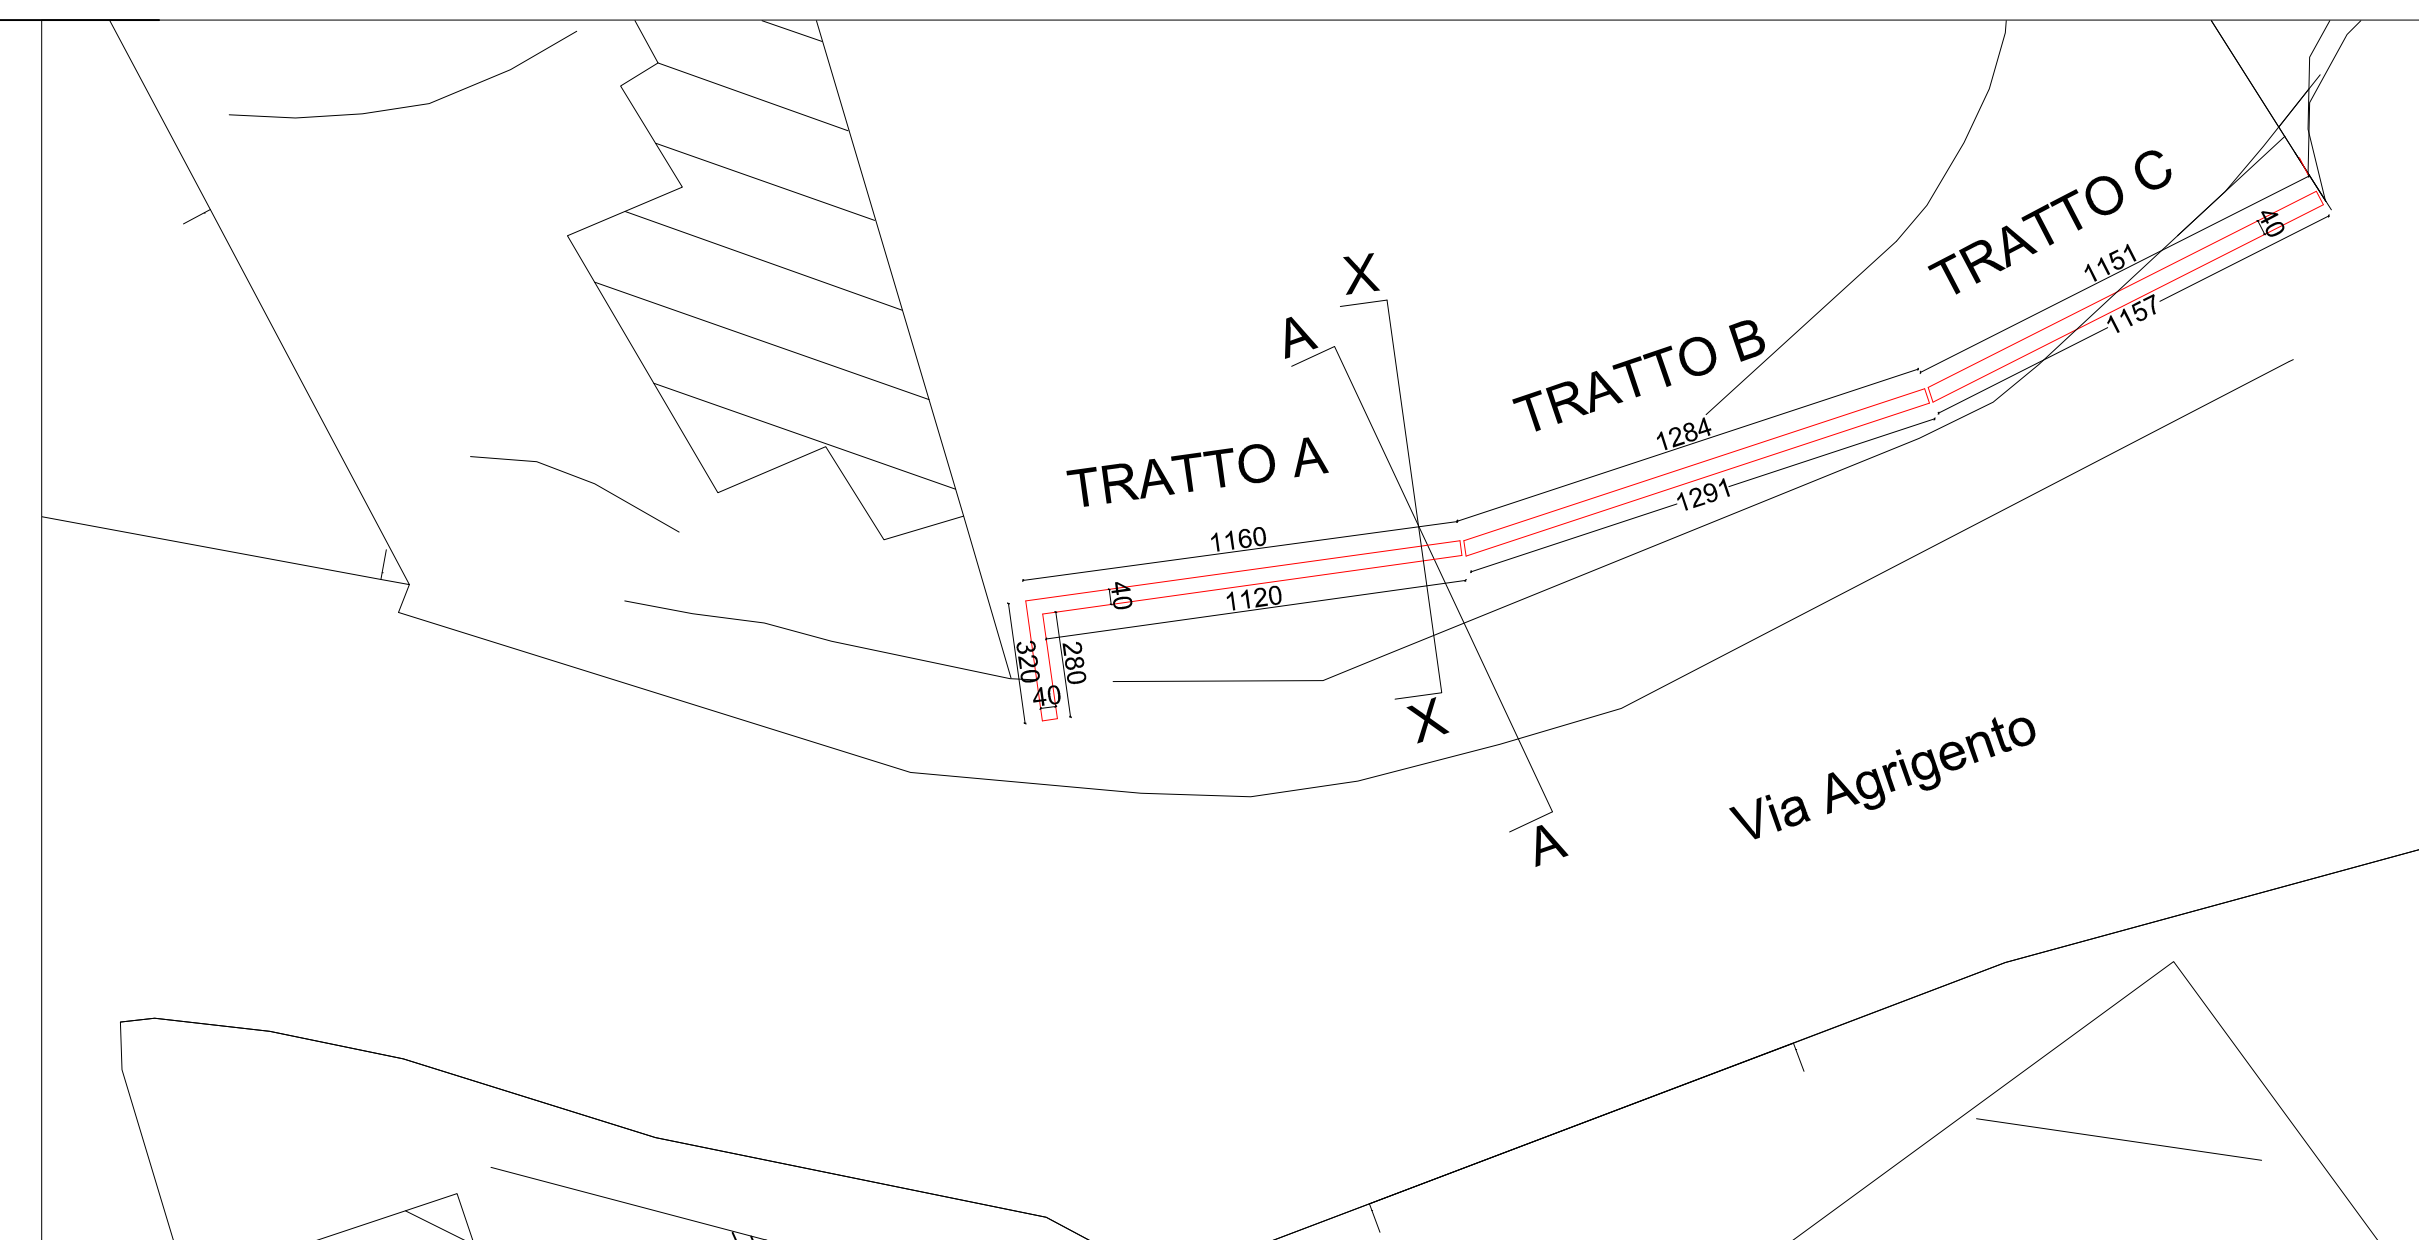 TRATTO C
40
1151
1157
X
A
TRATTO B
1284
1291
TRATTO A
1160
40
1120
320
280
40
X
A
Via Agrigento